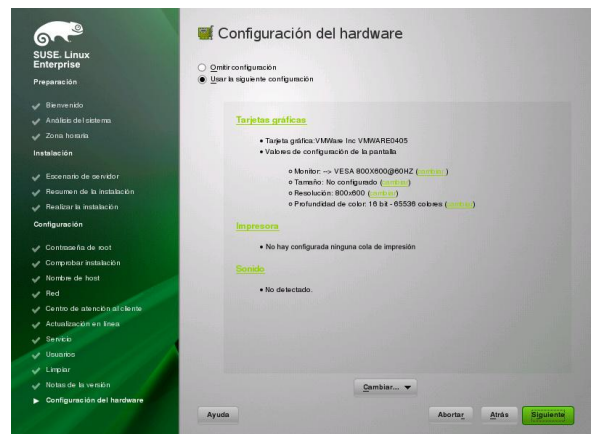 SUSE. Linux
Enterprise
Preparación
Bienvenido
Análisis del sistema
Zona horaria
Instalación
Escenario de servidor
Resumen de la instalación
Realizar la instalación
Configuración
Contraseña de root
Comprobar instalación
Nombre de host
Red
Centro de atención al cliente
Actualización en línea
Servicio
Usuarios
Limpiar
Notas de la versión
Configuración del hardware
Configuración del hardware
Omitir configuración
Usar la siguiente configuración
Tarjetas gráficas
Tarjeta gráfica:VMWare Inc VMWARE0405
Valores de configuración de la pantalla
Monitor: --> VESA 800X600@60HZ (cambiar)
Tamaño: No configurado (cambiar)
Resolución: 800x600 (cambiar)
Profundidad de color: 16 bit - 65536 colores (cambiar)
Impresora
No hay configurada ninguna cola de impresión
Sonido
No detectado.
Cambiar...
Ayuda
Abortar
Atrás
Siguiente